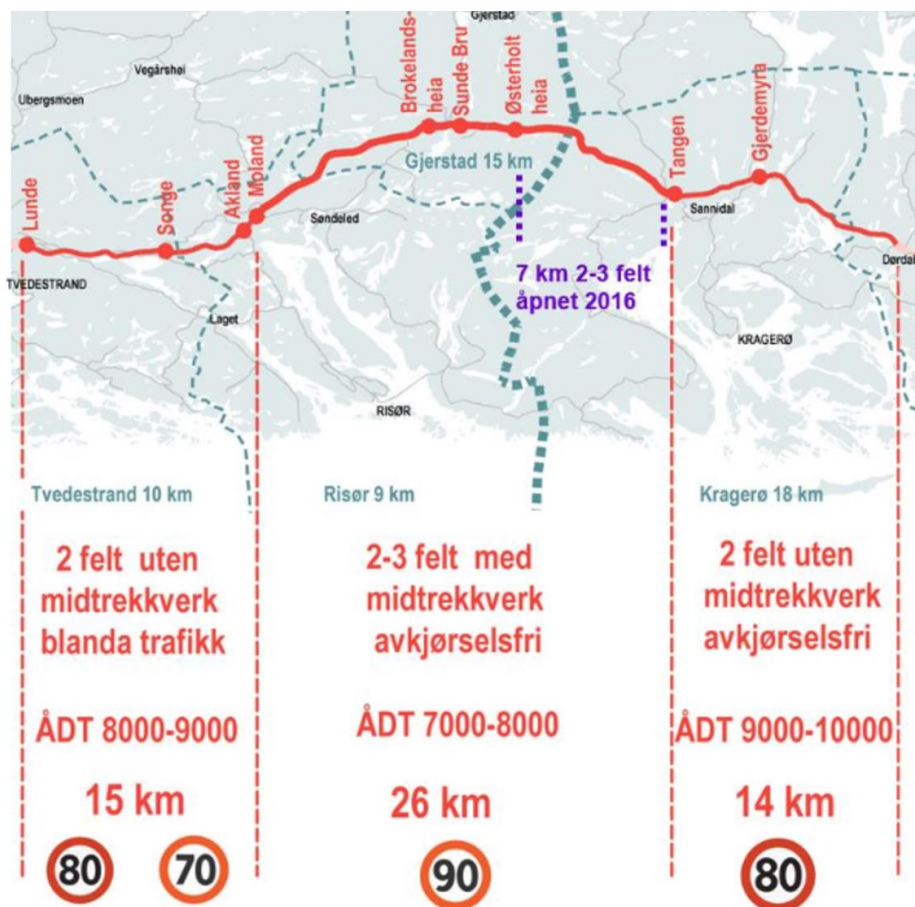 Gjerstad
Vegårshøi
Ubergsmoen
Brokelands-
heia
Sunde Bru
Østerholt
heia
Gjerstad 15 km
Tangen
Gjerdemyra
Akland
Moland
Songe
Lunde
Søndeled
Sannidal
Dørdal
TVEDESTRAND
7 km 2-3 felt
åpnet 2016
Laget
KRAGERØ
RISØR
Tvedestrand 10 km
Risør 9 km
Kragerø 18 km
2 felt uten
midtrekkverk
blanda trafikk
ÅDT 8000-9000
15 km
80
70
2-3 felt med
midtrekkverk
avkjørselsfri
ÅDT 7000-8000
26 km
90
2 felt uten
midtrekkverk
avkjørselsfri
ÅDT 9000-10000
14 km
80